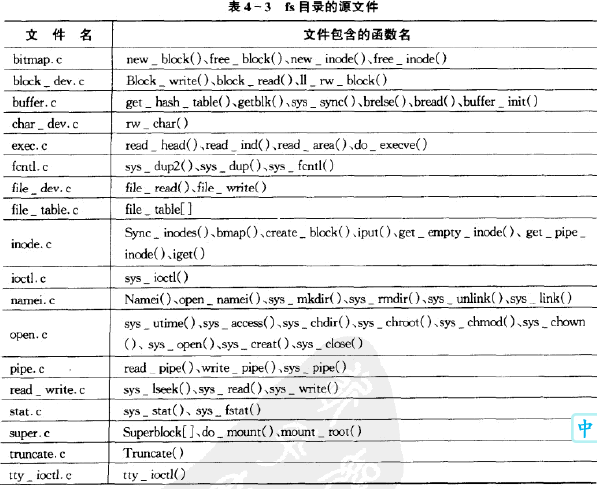 表 4-3 fs 目录的源文件
文 件 名 文件包含的函数名
bitmap. c new _ block()、free _ block()、new _ inode()、free _ inode()
block _ dev. c Block _ write()、block _ read()、ll _ rw _ block()
buffer. c get _ hash _ table()、getblk()、sys _ sync()、brelse()、bread()、buffer _ init()
char _ dev. c rw _ char()
exec. c read _ head()、read _ ind()、read _ area()、do _ execve()
fcntl. c sys _ dup2()、sys _ dup()、sys _ fcntl()
file _ dev. c file _ read()、file _ write()
file _ table. c file _ table[]
inode. c Sync _ inodes()、bmap()、create _ block()、iput()、get _ empty _ inode()、 get _ pipe _
inode()、iget()
ioctl. c sys _ ioctl()
namei. c Namei()、open _ namei()、sys _ mkdir()、sys _ rmdir()、sys _ unlink()、sys _ link()
open. c sys _ utime()、sys _ access()、sys _ chdir()、sys _ chroot()、sys _ chmod()、sys _ chown
()、 sys _ open()、sys _ creat()、sys _ close()
pipe. c read _ pipe()、write _ pipe()、sys _ pipe()
read _ write. c sys _ lseek()、sys _ read()、sys _ write()
stat. c sys _ stat()、 sys _ fstat()
super. c Superblock[]、do _ mount()、mount _ root()
truncate. c Truncate()
tty _ ioctl. c tty _ ioctl()
中